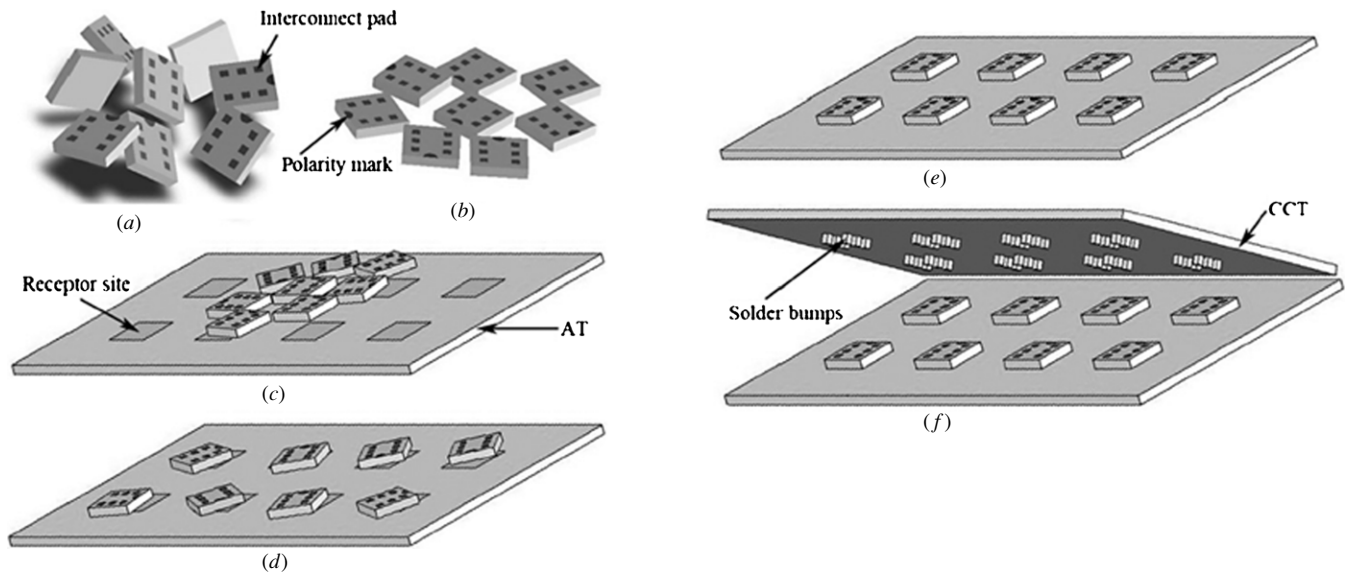 Interconnect pad
Polarity mark
(a)
(b)
Receptor site
AT
(c)
(d)
(e)
CCT
Solder bumps
(f)